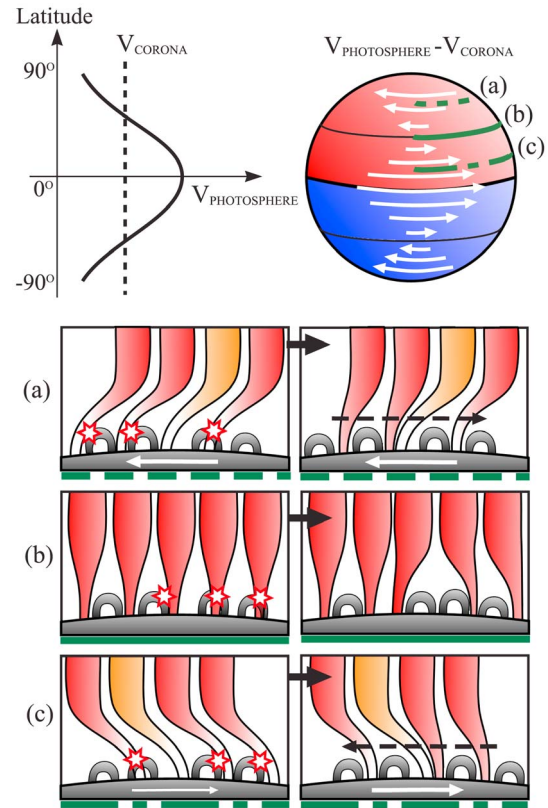 Latitude
V_CORONA
V_PHOTOSPHERE - V_CORONA
90°
(a)
(b)
(c)
0°
V_PHOTOSPHERE
-90°
(a)
(b)
(c)